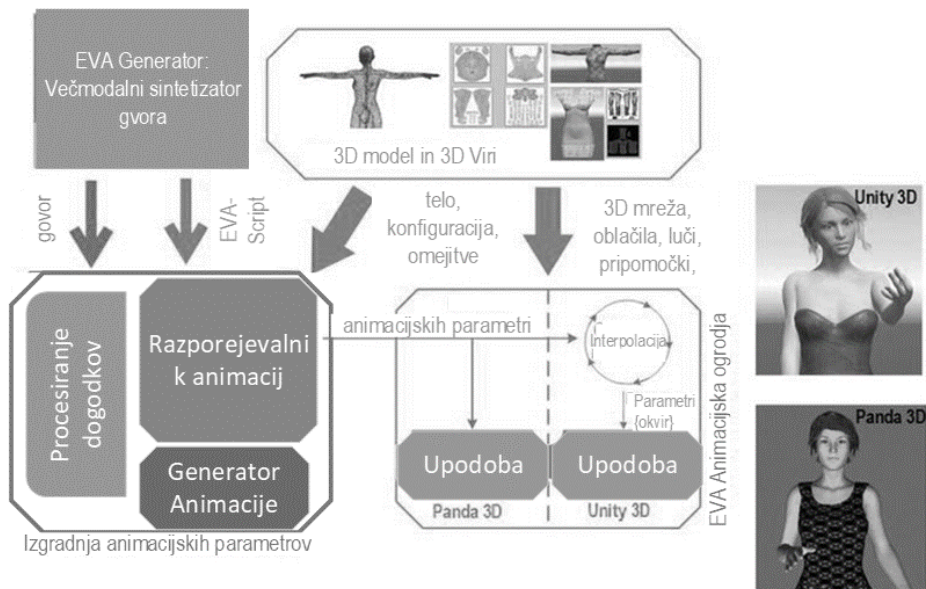 EVA Generator:
Večmodalni sintetizator
gvora
3D model in 3D Viri
govor
EVA-
Script
telo,
konfiguracija,
omejitve
3D mreža,
oblačila, luči,
pripomočki,
Procesiranje
dogodkov
Razporejevalni
k animacij
Generator
Animacije
Izgradnja animacijskih parametrov
animacijskih parametri
Interpolacija
Parametri
{okvir}
Upodoba
Upodoba
Panda 3D
Unity 3D
EVA Animacijska ogrodja
Unity 3D
Panda 3D